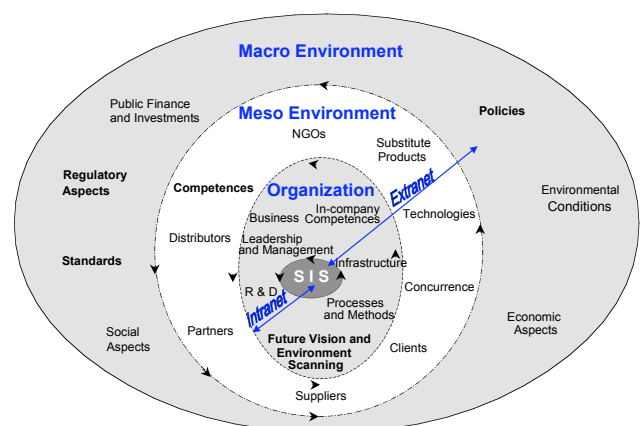 Macro Environment
Public Finance
and Investments
Meso Environment
Policies
NGOs
Substitute
Products
Regulatory
Aspects
Competences
Organization
Extranet
Environmental
Conditions
In-company
Competences
Business
Technologies
Distributors
Leadership
and Management
Standards
Infrastructure
SIS
R & D
Intranet
Concurrence
Processes
and Methods
Economic
Aspects
Social
Aspects
Partners
Future Vision and
Environment
Scanning
Clients
Suppliers